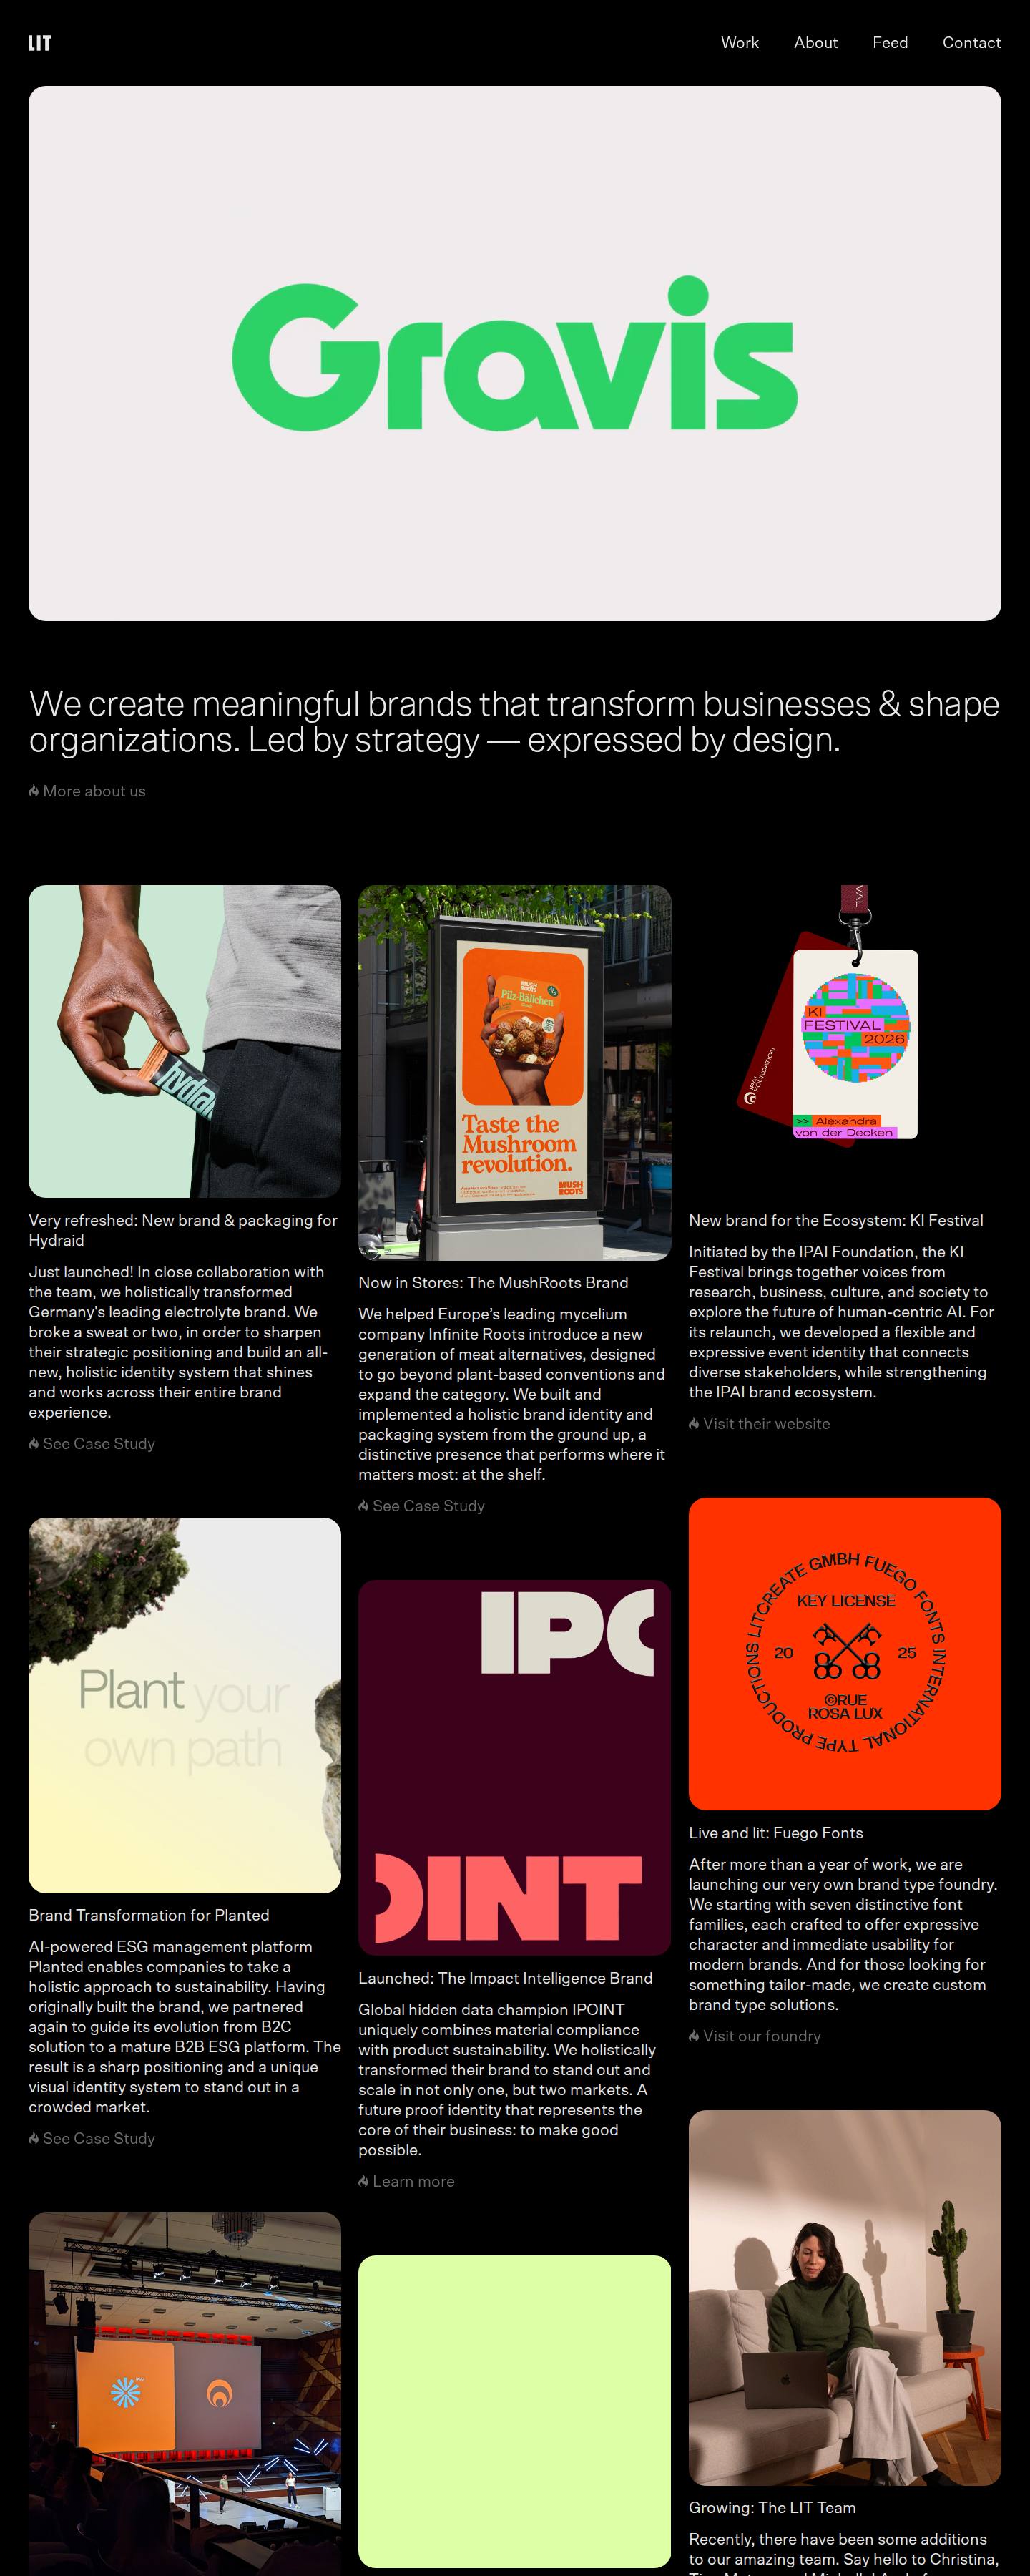 LIT
Work
About
Feed
Contact
Gravis
We create meaningful brands that transform businesses & shape
organizations. Led by strategy — expressed by design.
More about us
hydra
Very refreshed: New brand & packaging for
Hydraid
Just launched! In close collaboration with
the team, we holistically transformed
Germany's leading electrolyte brand. We
broke a sweat or two, in order to sharpen
their strategic positioning and build an all-
new, holistic identity system that shines
and works across their entire brand
experience.
See Case Study
Plant your
own path
Brand Transformation for Planted
AI-powered ESG management platform
Planted enables companies to take a
holistic approach to sustainability. Having
originally built the brand, we partnered
again to guide its evolution from B2C
solution to a mature B2B ESG platform. The
result is a sharp positioning and a unique
visual identity system to stand out in a
crowded market.
See Case Study
MUSH
ROOTS
Pilz-Bällchen
Taste the
Mushroom
revolution.
MUSH
ROOTS
Now in Stores: The MushRoots Brand
We helped Europe’s leading mycelium
company Infinite Roots introduce a new
generation of meat alternatives, designed
to go beyond plant-based conventions and
expand the category. We built and
implemented a holistic brand identity and
packaging system from the ground up, a
distinctive presence that performs where it
matters most: at the shelf.
See Case Study
IPO
OINT
Launched: The Impact Intelligence Brand
Global hidden data champion IPOINT
uniquely combines material compliance
with product sustainability. We holistically
transformed their brand to stand out and
scale in not only one, but two markets. A
future proof identity that represents the
core of their business: to make good
possible.
Learn more
VAL
IPAI
FOUNDATION
KI
FESTIVAL
2026
>> Alexandra
von der Decken
New brand for the Ecosystem: KI Festival
Initiated by the IPAI Foundation, the KI
Festival brings together voices from
research, business, culture, and society to
explore the future of human-centric AI. For
its relaunch, we developed a flexible and
expressive event identity that connects
diverse stakeholders, while strengthening
the IPAI brand ecosystem.
Visit their website
LITCREATE GMBH FUEGO FONTS INTERNATIONAL TYPE PRODUCTIONS
KEY LICENSE
20 25
©RUE
ROSA LUX
Live and lit: Fuego Fonts
After more than a year of work, we are
launching our very own brand type foundry.
We starting with seven distinctive font
families, each crafted to offer expressive
character and immediate usability for
modern brands. And for those looking for
something tailor-made, we create custom
brand type solutions.
Visit our foundry
Growing: The LIT Team
Recently, there have been some additions
to our amazing team. Say hello to Christina,